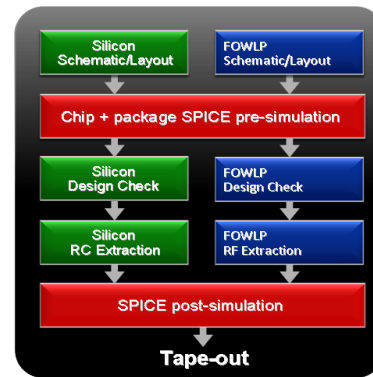 Silicon
Schematic/Layout
FOWLP
Schematic/Layout
Chip + package SPICE pre-simulation
Silicon
Design Check
FOWLP
Design Check
Silicon
RC Extraction
FOWLP
RF Extraction
SPICE post-simulation
Tape-out